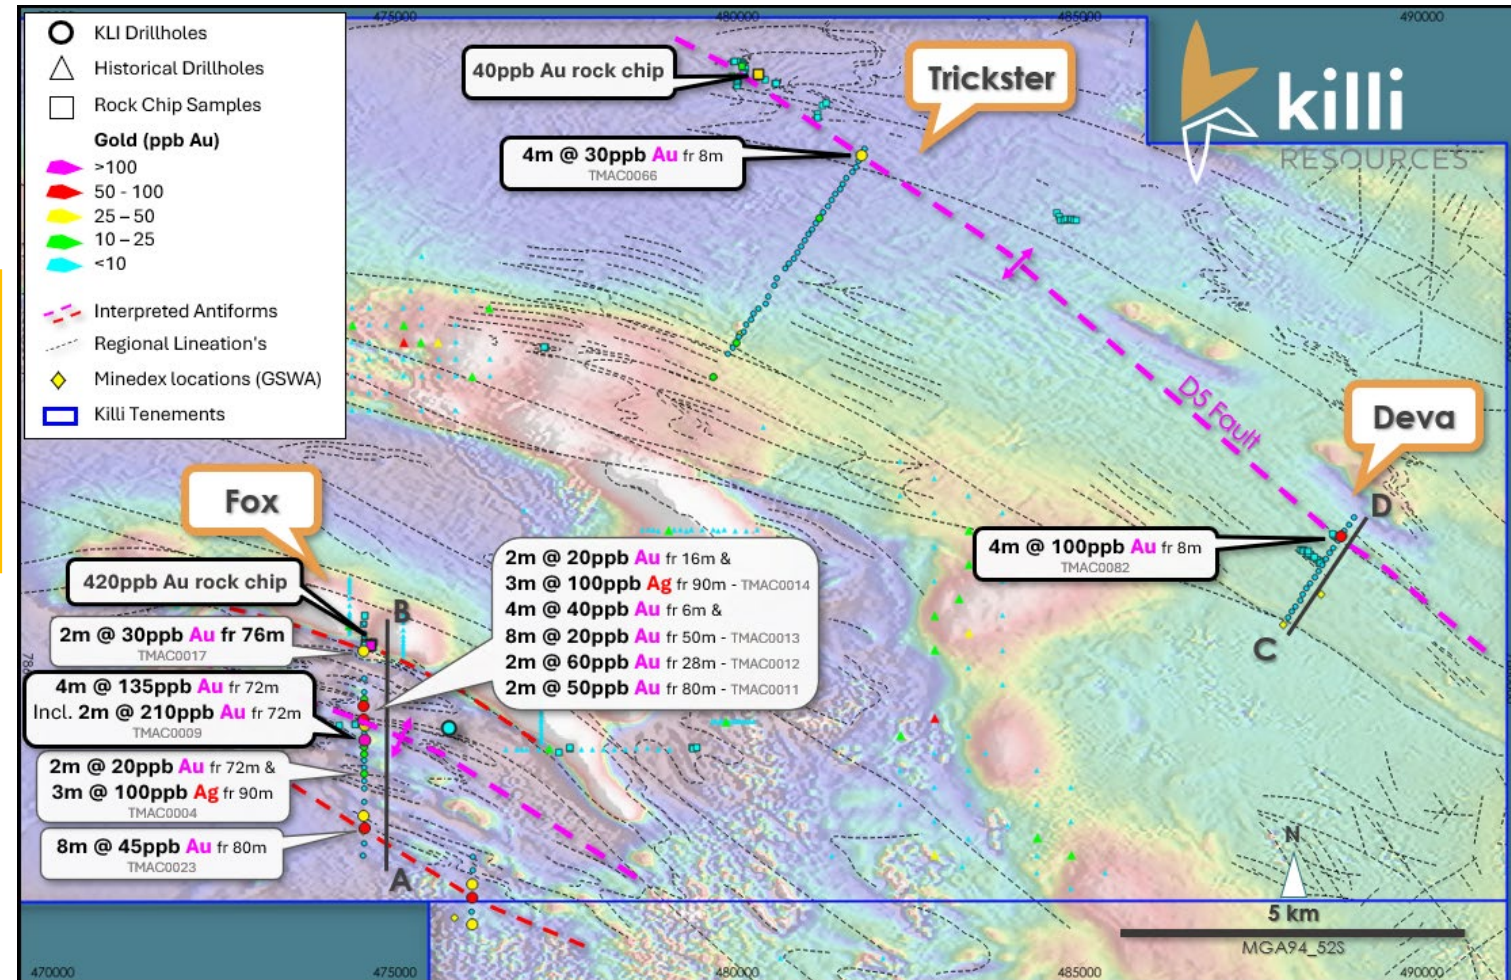 475000
480000
485000
490000
KLI Drillholes
Historical Drillholes
Rock Chip Samples
Gold (ppb Au)
>100
50 - 100
25 – 50
10 – 25
<10
Interpreted Antiforms
Regional Lineation's
Minedex locations (GSWA)
Killi Tenements
40ppb Au rock chip
Trickster
killi
RESOURCES
4m @ 30ppb Au fr 8m
TMAC0066
D5 Fault
Deva
D
4m @ 100ppb Au fr 8m
TMAC0082
C
Fox
420ppb Au rock chip
B
2m @ 30ppb Au fr 76m
TMAC0017
4m @ 135ppb Au fr 72m
Incl. 2m @ 210ppb Au fr 72m
TMAC0009
2m @ 20ppb Au fr 72m &
3m @ 100ppb Ag fr 90m
TMAC0004
8m @ 45ppb Au fr 80m
TMAC0023
A
2m @ 20ppb Au fr 16m &
3m @ 100ppb Ag fr 90m - TMAC0014
4m @ 40ppb Au fr 6m &
8m @ 20ppb Au fr 50m - TMAC0013
2m @ 60ppb Au fr 28m - TMAC0012
2m @ 50ppb Au fr 80m - TMAC0011
N
5 km
MGA94_52S
470000
475000
480000
485000
490000